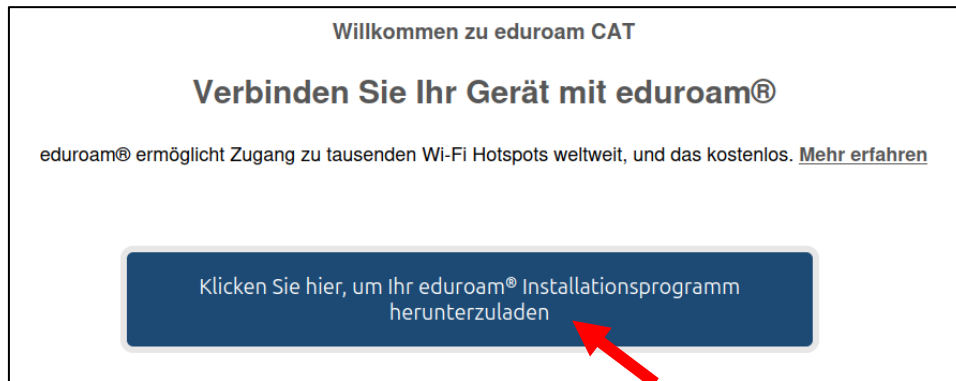 Willkommen zu eduroam CAT
Verbinden Sie Ihr Gerät mit eduroam®
eduroam® ermöglicht Zugang zu tausenden Wi-Fi Hotspots weltweit, und das kostenlos. Mehr erfahren
Klicken Sie hier, um Ihr eduroam® Installationsprogramm
herunterzuladen